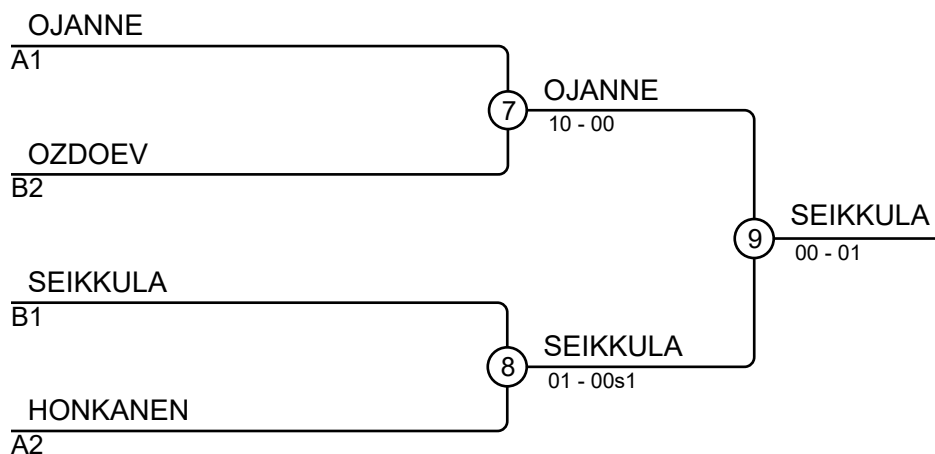 OJANNE
A1
7
OJANNE
10 - 00
OZDOEV
B2
9
SEIKKULA
00 - 01
SEIKKULA
B1
8
SEIKKULA
01 - 00s1
HONKANEN
A2